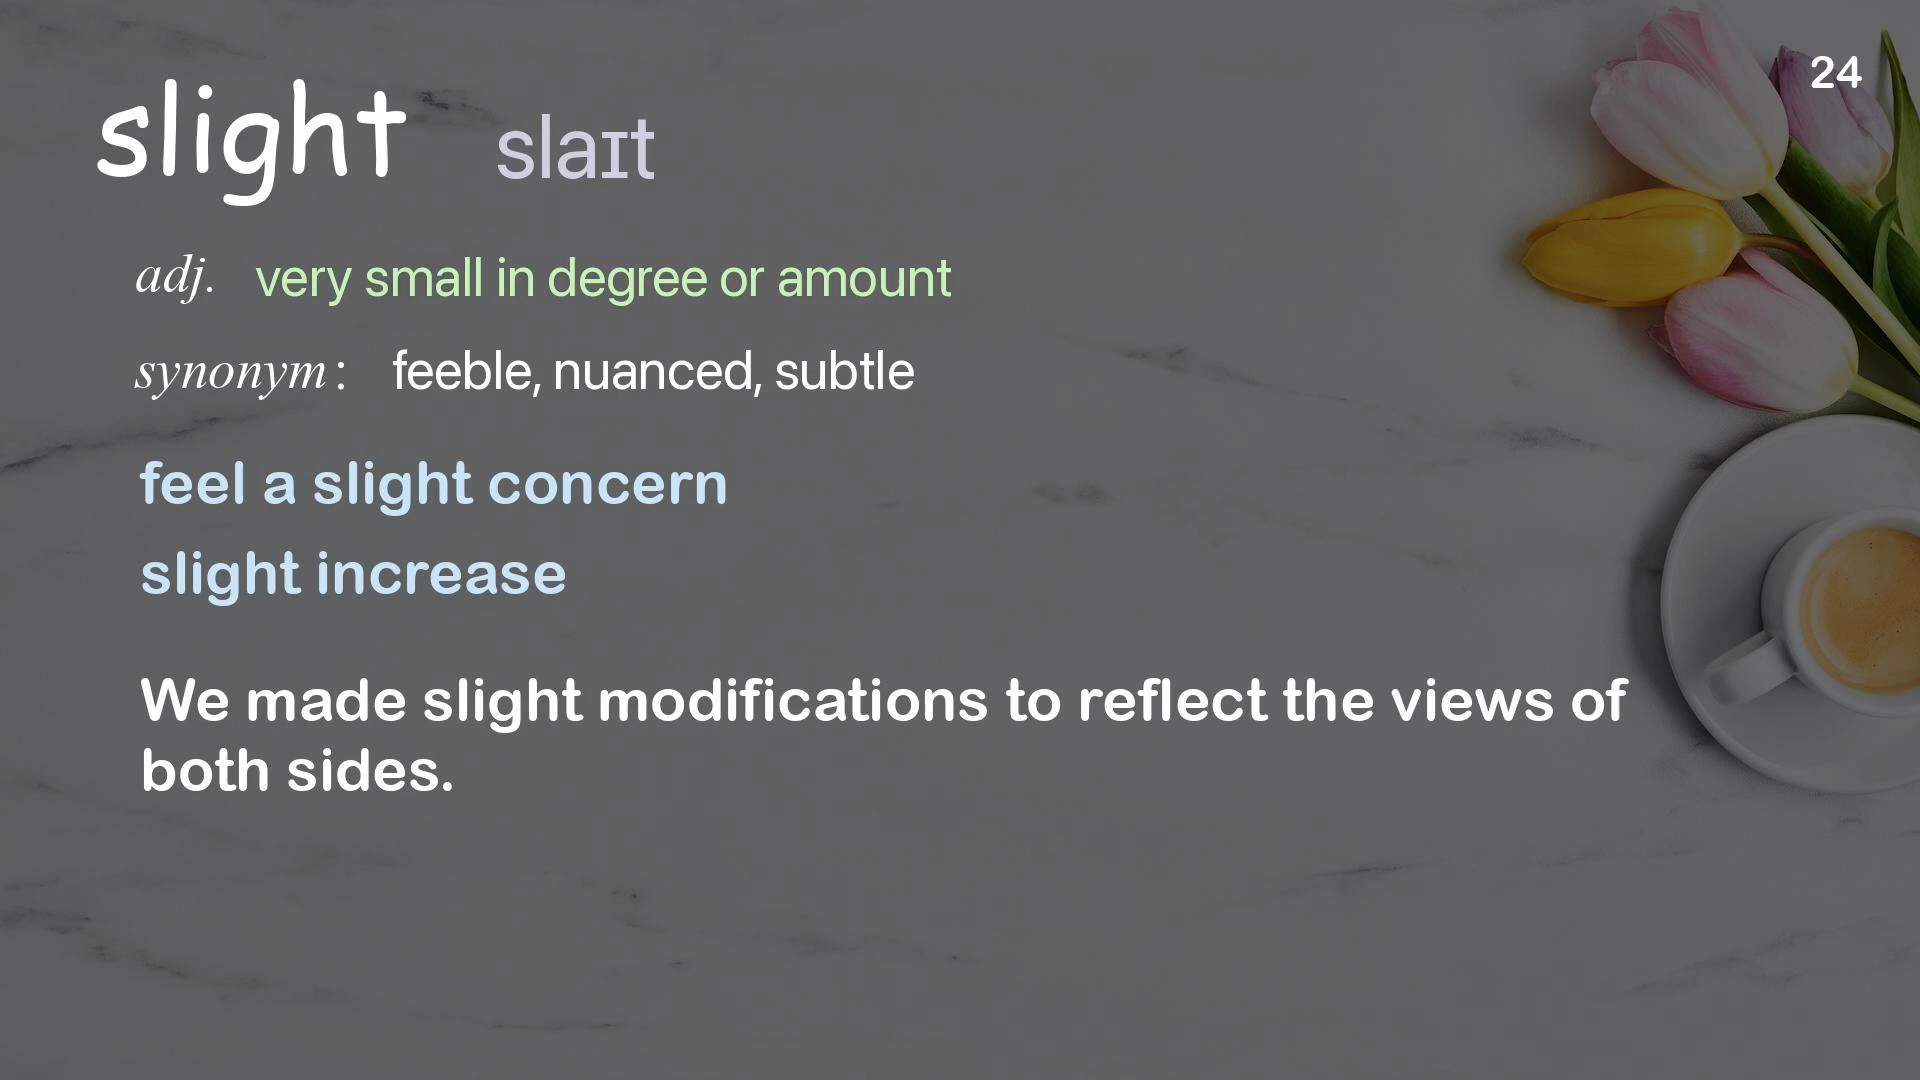 24
slight slaɪt
adj. very small in degree or amount
synonym : feeble, nuanced, subtle
feel a slight concern
slight increase
We made slight modifications to reflect the views of
both sides.